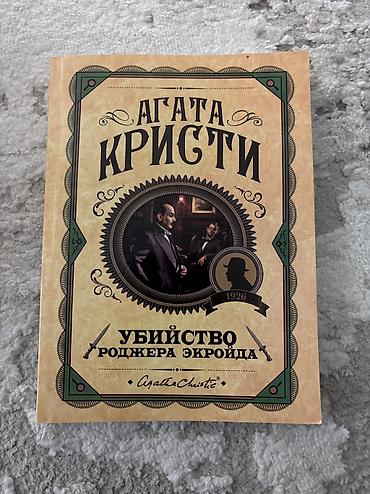 АГАТА
КРИСТИ
1926
УБИЙСТВО
РОДЖЕРА ЭКРОЙДА
Agatha Christie®